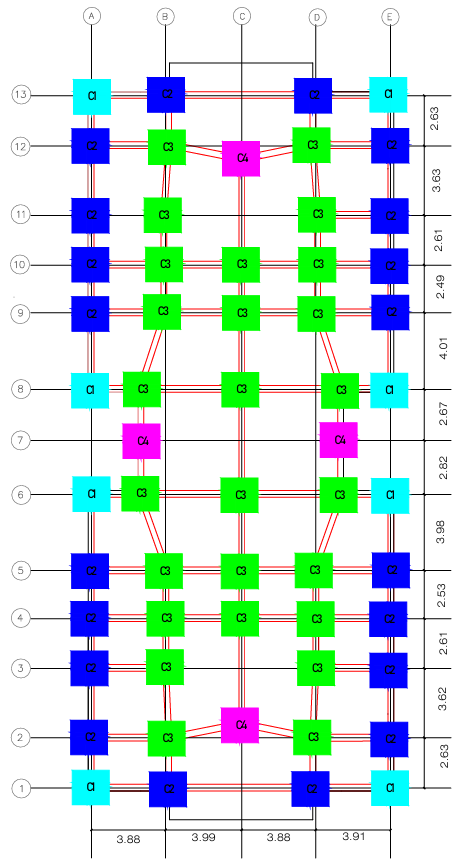 A B C D E
13 C1 C2 C2 C1
2.63
12 C2 C3 C4 C3 C2
3.63
11 C2 C3 C3 C2
2.61
10 C2 C3 C3 C3 C2
2.49
9 C2 C3 C3 C3 C2
4.01
8 C1 C3 C3 C3 C1
2.67
7 C4 C4
2.82
6 C1 C3 C3 C3 C1
3.98
5 C2 C3 C3 C3 C2
2.53
4 C2 C3 C3 C3 C2
2.61
3 C2 C3 C3 C2
3.62
2 C2 C3 C4 C3 C2
2.63
1 C1 C2 C2 C1
3.88 3.99 3.88 3.91